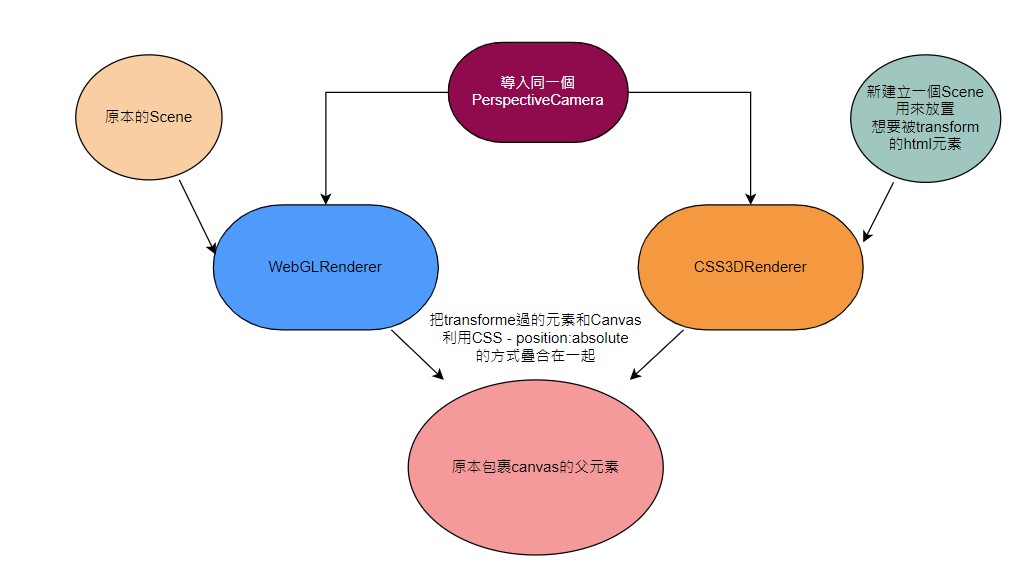 導入同一個
PerspectiveCamera
原本的Scene
新建立一個Scene
用來放置
想要被transform
的html元素
WebGLRenderer
CSS3DRenderer
把transforme過的元素和Canvas
利用CSS - position:absolute
的方式疊合在一起
原本包裹canvas的父元素